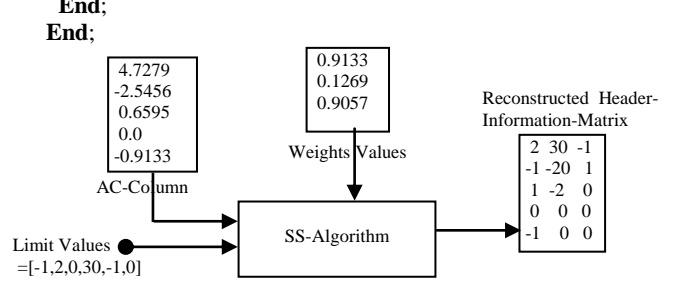 End;
End;
4.7279
-2.5456
0.6595
0.0
-0.9133
AC-Column
0.9133
0.1269
0.9057
Weights Values
Reconstructed Header-
Information-Matrix
2 30 -1
-1 -20 1
1 -2 0
0 0 0
-1 0 0
SS-Algorithm
Limit Values
=[-1,2,0,30,-1,0]